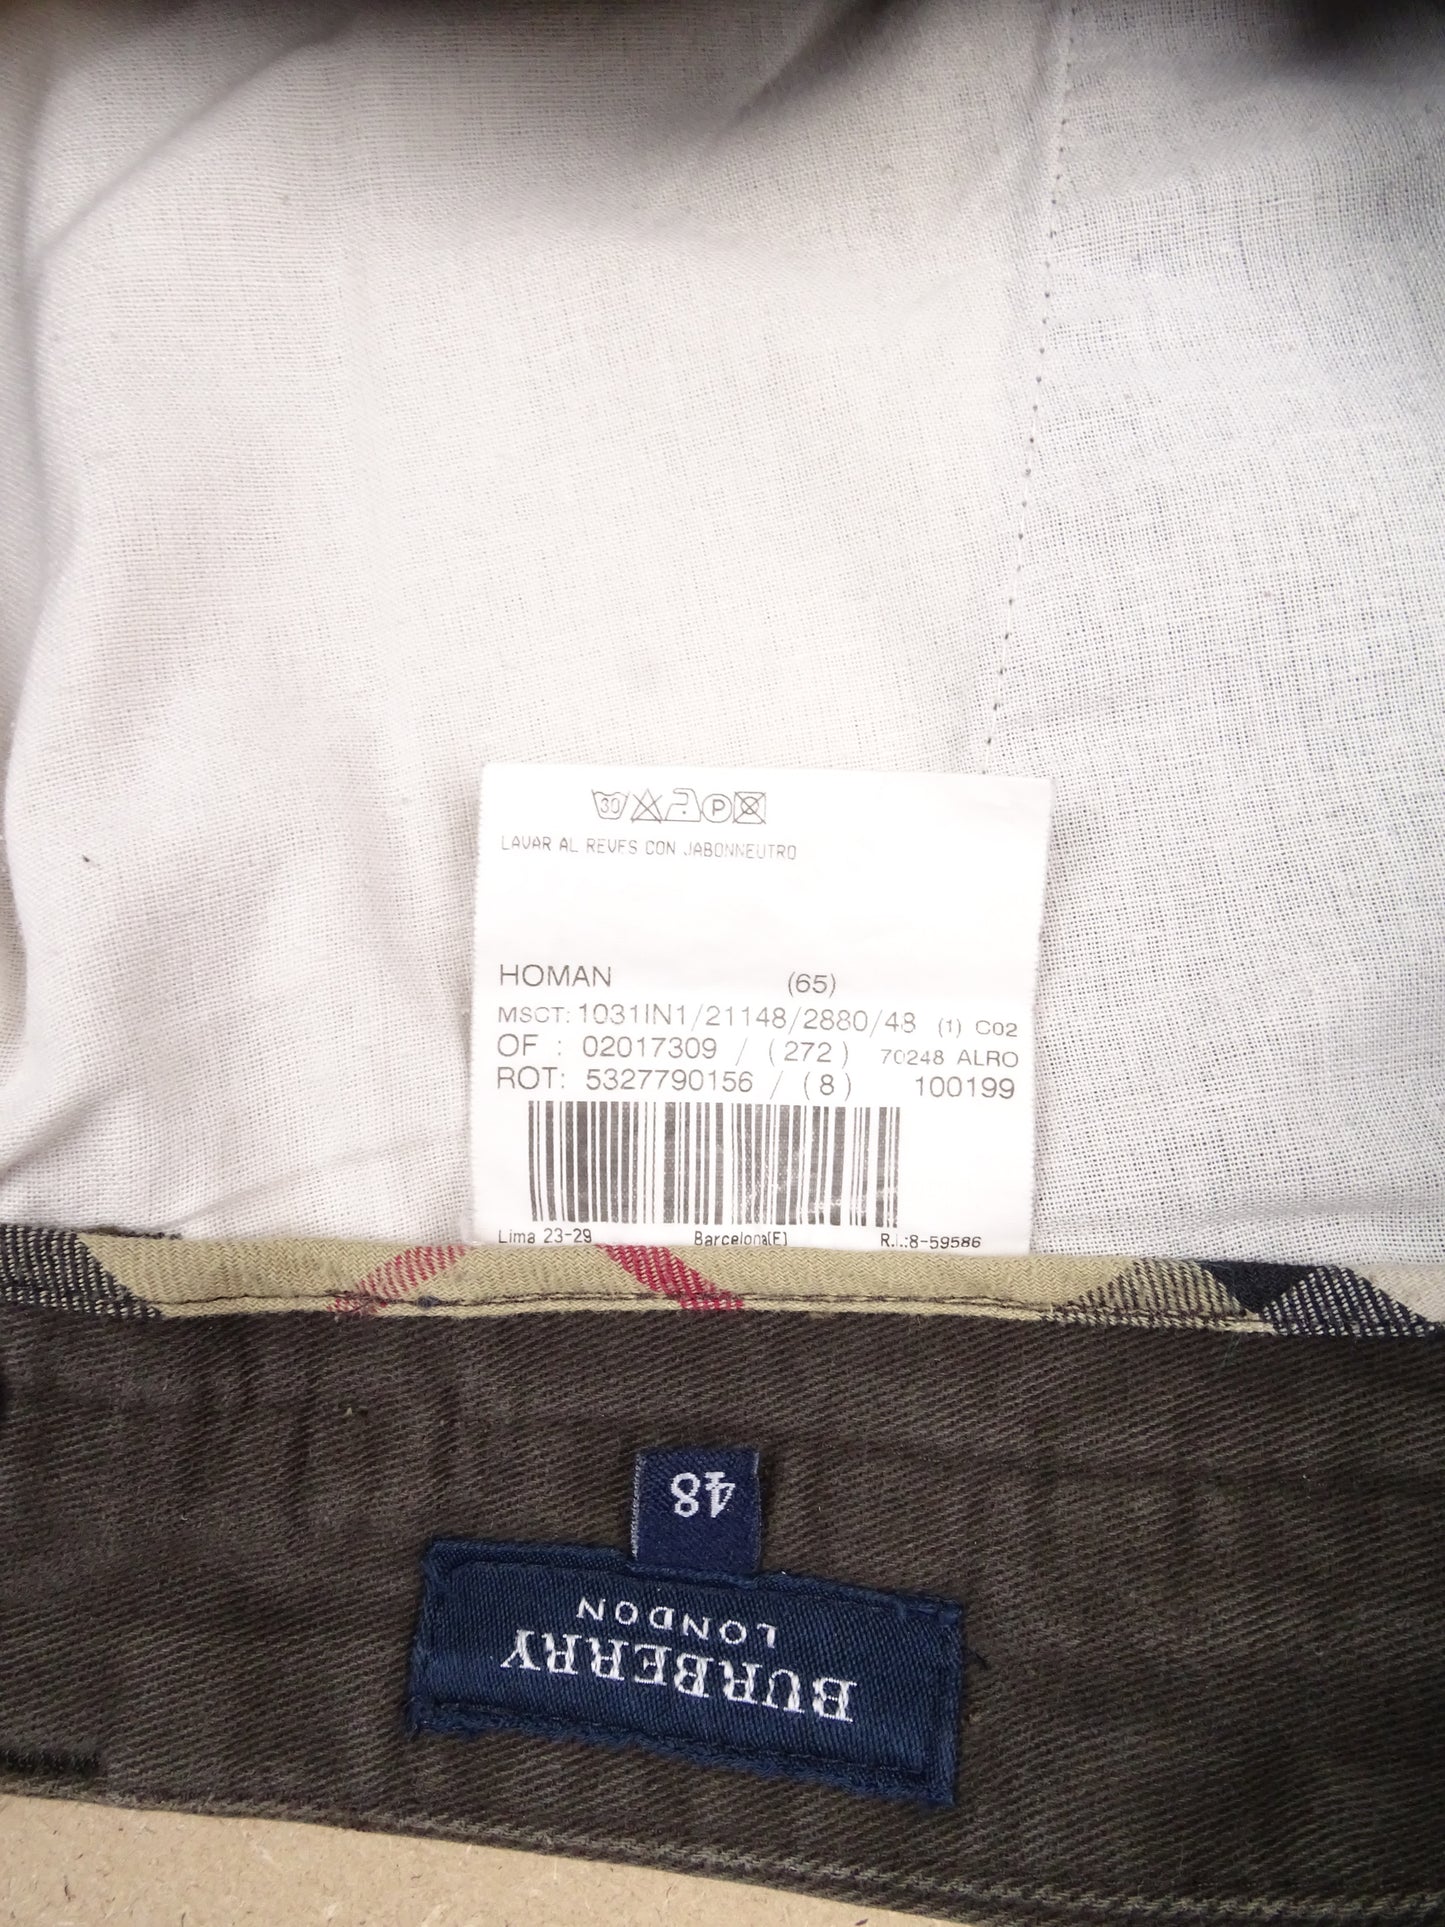 30 P
LAVAR AL REVES CON JABONNEUTRO
HOMAN (65)
MSCT: 1031IN1/21148/2880/48 (1) C02
OF : 02017309 / (272) 70248 ALRO
ROT: 5327790156 / (8) 100199
Lima 23-29 Barcelona(E) R.I.:8-59586
48
BURBERRY
LONDON